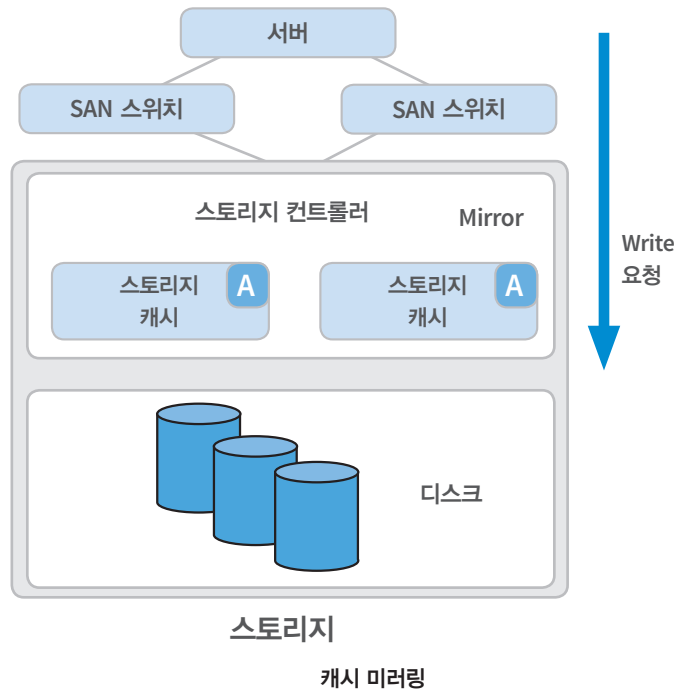 서버
SAN 스위치
SAN 스위치
스토리지 컨트롤러
Mirror
스토리지
캐시
A
스토리지
캐시
A
Write
요청
디스크
스토리지
캐시 미러링